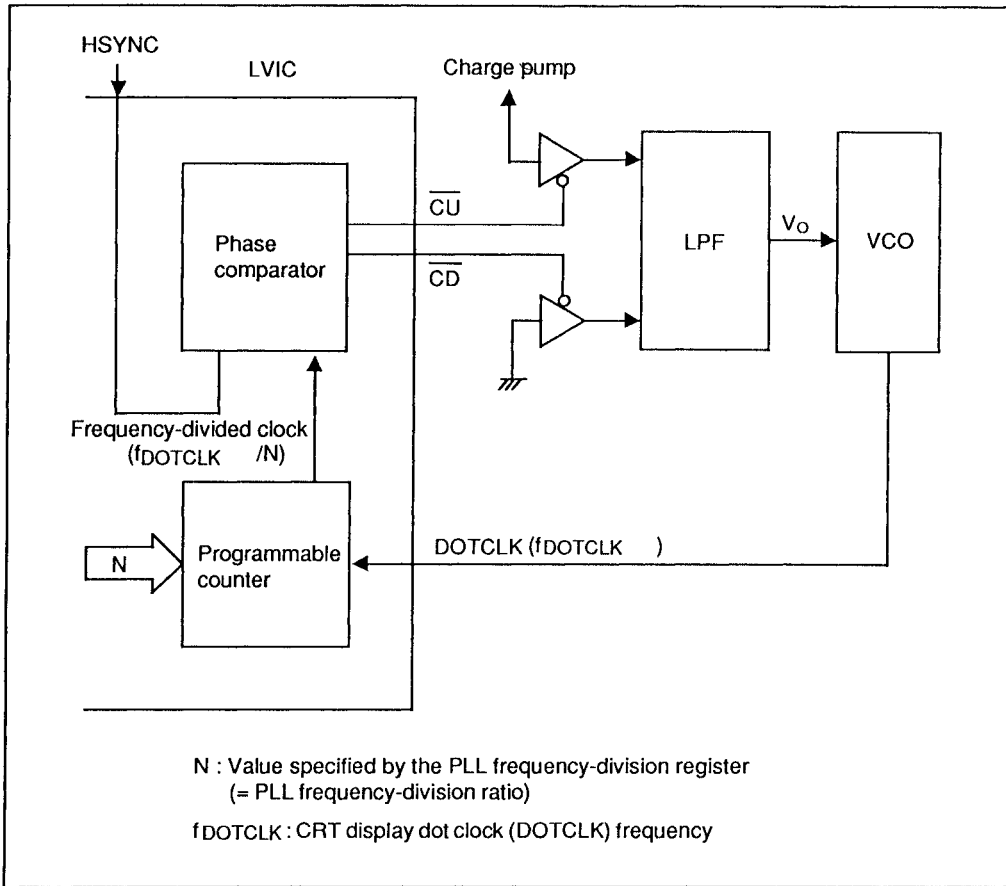 HSYNC
LVIC
Charge pump
CU
CD
Phase
comparator
LPF
VO
VCO
Frequency-divided clock
(fDOTCLK /N)
N
Programmable
counter
DOTCLK (fDOTCLK )
N : Value specified by the PLL frequency-division register
(= PLL frequency-division ratio)
fDOTCLK : CRT display dot clock (DOTCLK) frequency